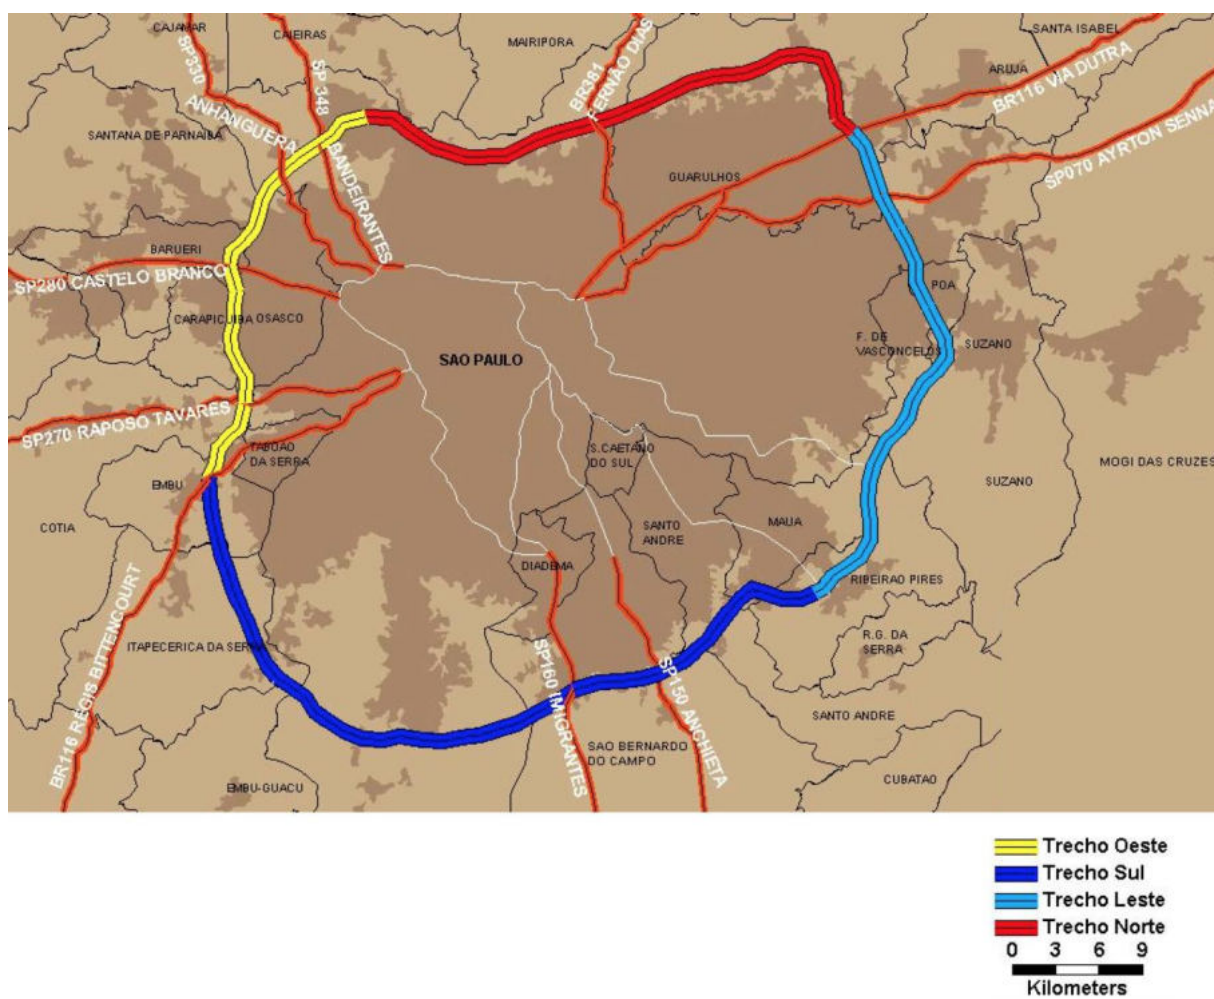 CAJAMAR
CAIEIRAS
MAIRIPORA
SANTA ISABEL
SP330
ANHANGUERA
SP 348
BANDEIRANTES
BR381
FERNÃO DIAS
ARUJA
BR116 VIA DUTRA
SP070 AYRTON SENNA
SANTANA DE PARNAIBA
GUARULHOS
BARUERI
SP280 CASTELO BRANCO
CARAPICUIBA
OSASCO
POA
F. DE
VASCONCELOS
SUZANO
SAO PAULO
SP270 RAPOSO TAVARES
TABOAO
DA SERRA
S.CAETANO
DO SUL
EMBU
COTIA
SANTO
ANDRE
MAUA
SUZANO
MOGI DAS CRUZES
DIADEMA
RIBEIRAO PIRES
BR116 REGIS BITTENCOURT
ITAPECERICA DA SERRA
R.G. DA
SERRA
SP160 IMIGRANTES
SP150 ANCHIETA
SANTO ANDRE
SAO BERNARDO
DO CAMPO
EMBU-GUACU
CUBATAO
Trecho Oeste
Trecho Sul
Trecho Leste
Trecho Norte
0 3 6 9
Kilometers